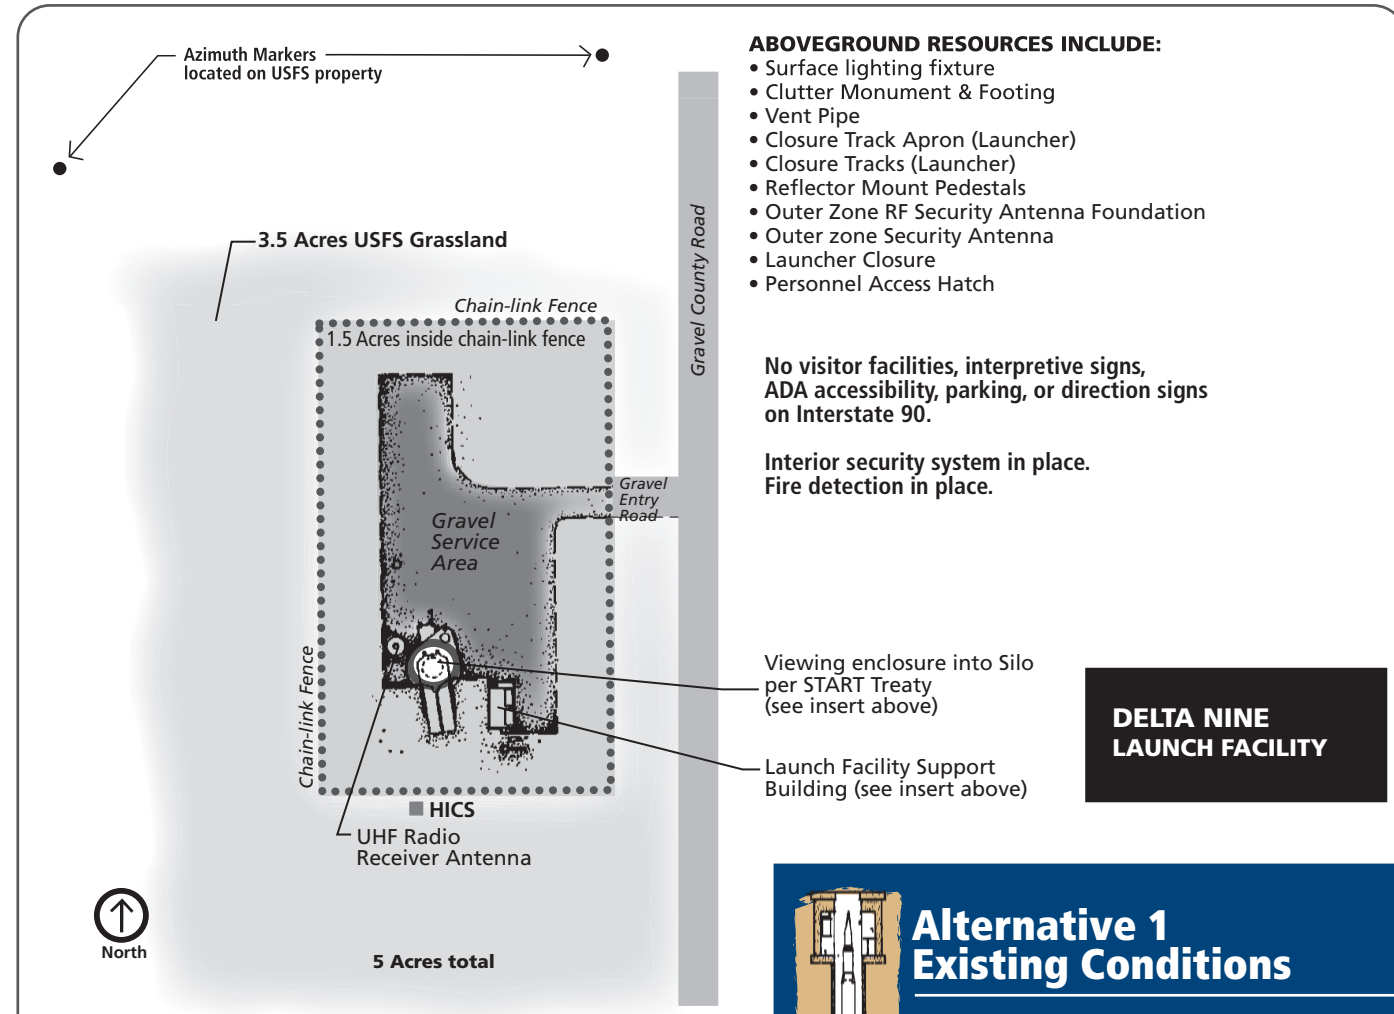 Azimuth Markers
located on USFS property
3.5 Acres USFS Grassland
Chain-link Fence
1.5 Acres inside chain-link fence
Gravel County Road
Gravel
Entry
Road
Gravel
Service
Area
Chain-link Fence
HICS
UHF Radio
Receiver Antenna
North
5 Acres total
ABOVEGROUND RESOURCES INCLUDE:
• Surface lighting fixture
• Clutter Monument & Footing
• Vent Pipe
• Closure Track Apron (Launcher)
• Closure Tracks (Launcher)
• Reflector Mount Pedestals
• Outer Zone RF Security Antenna Foundation
• Outer zone Security Antenna
• Launcher Closure
• Personnel Access Hatch
No visitor facilities, interpretive signs,
ADA accessibility, parking, or direction signs
on Interstate 90.
Interior security system in place.
Fire detection in place.
Viewing enclosure into Silo
per START Treaty
(see insert above)
Launch Facility Support
Building (see insert above)
DELTA NINE
LAUNCH FACILITY
Alternative 1
Existing Conditions